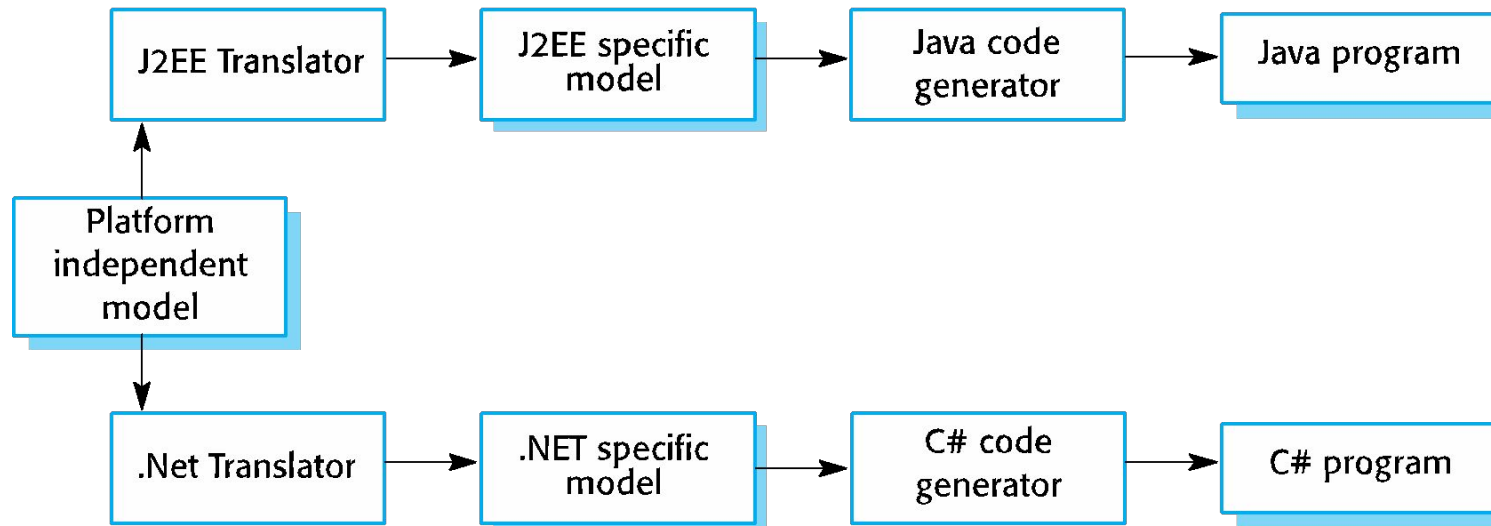 J2EE Translator
J2EE specific
model
Java code
generator
Java program
Platform
independent
model
.Net Translator
.NET specific
model
C# code
generator
C# program